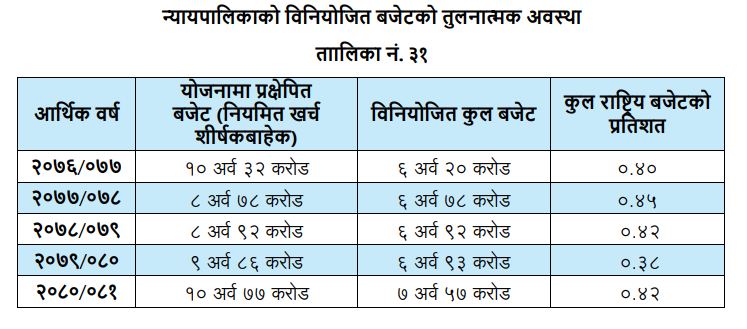 न्यायपालिकाको विनियोजित बजेटको तुलनात्मक अवस्था
ताालिका नं. ३१
आर्थिक वर्ष | योजनामा प्रक्षेपित बजेट (नियमित खर्च शीर्षकबाहेक) | विनियोजित कुल बजेट | कुल राष्ट्रिय बजेटको प्रतिशत
२०७६/०७७ | १० अर्व ३२ करोड | ६ अर्व २० करोड | ०.४०
२०७७/०७८ | ८ अर्व ७८ करोड | ६ अर्व ७८ करोड | ०.४५
२०७८/०७९ | ८ अर्व ९२ करोड | ६ अर्व ९२ करोड | ०.४२
२०७९/०८० | ९ अर्व ८६ करोड | ६ अर्व ९३ करोड | ०.३८
२०८०/०८१ | १० अर्व ७७ करोड | ७ अर्व ५७ करोड | ०.४२